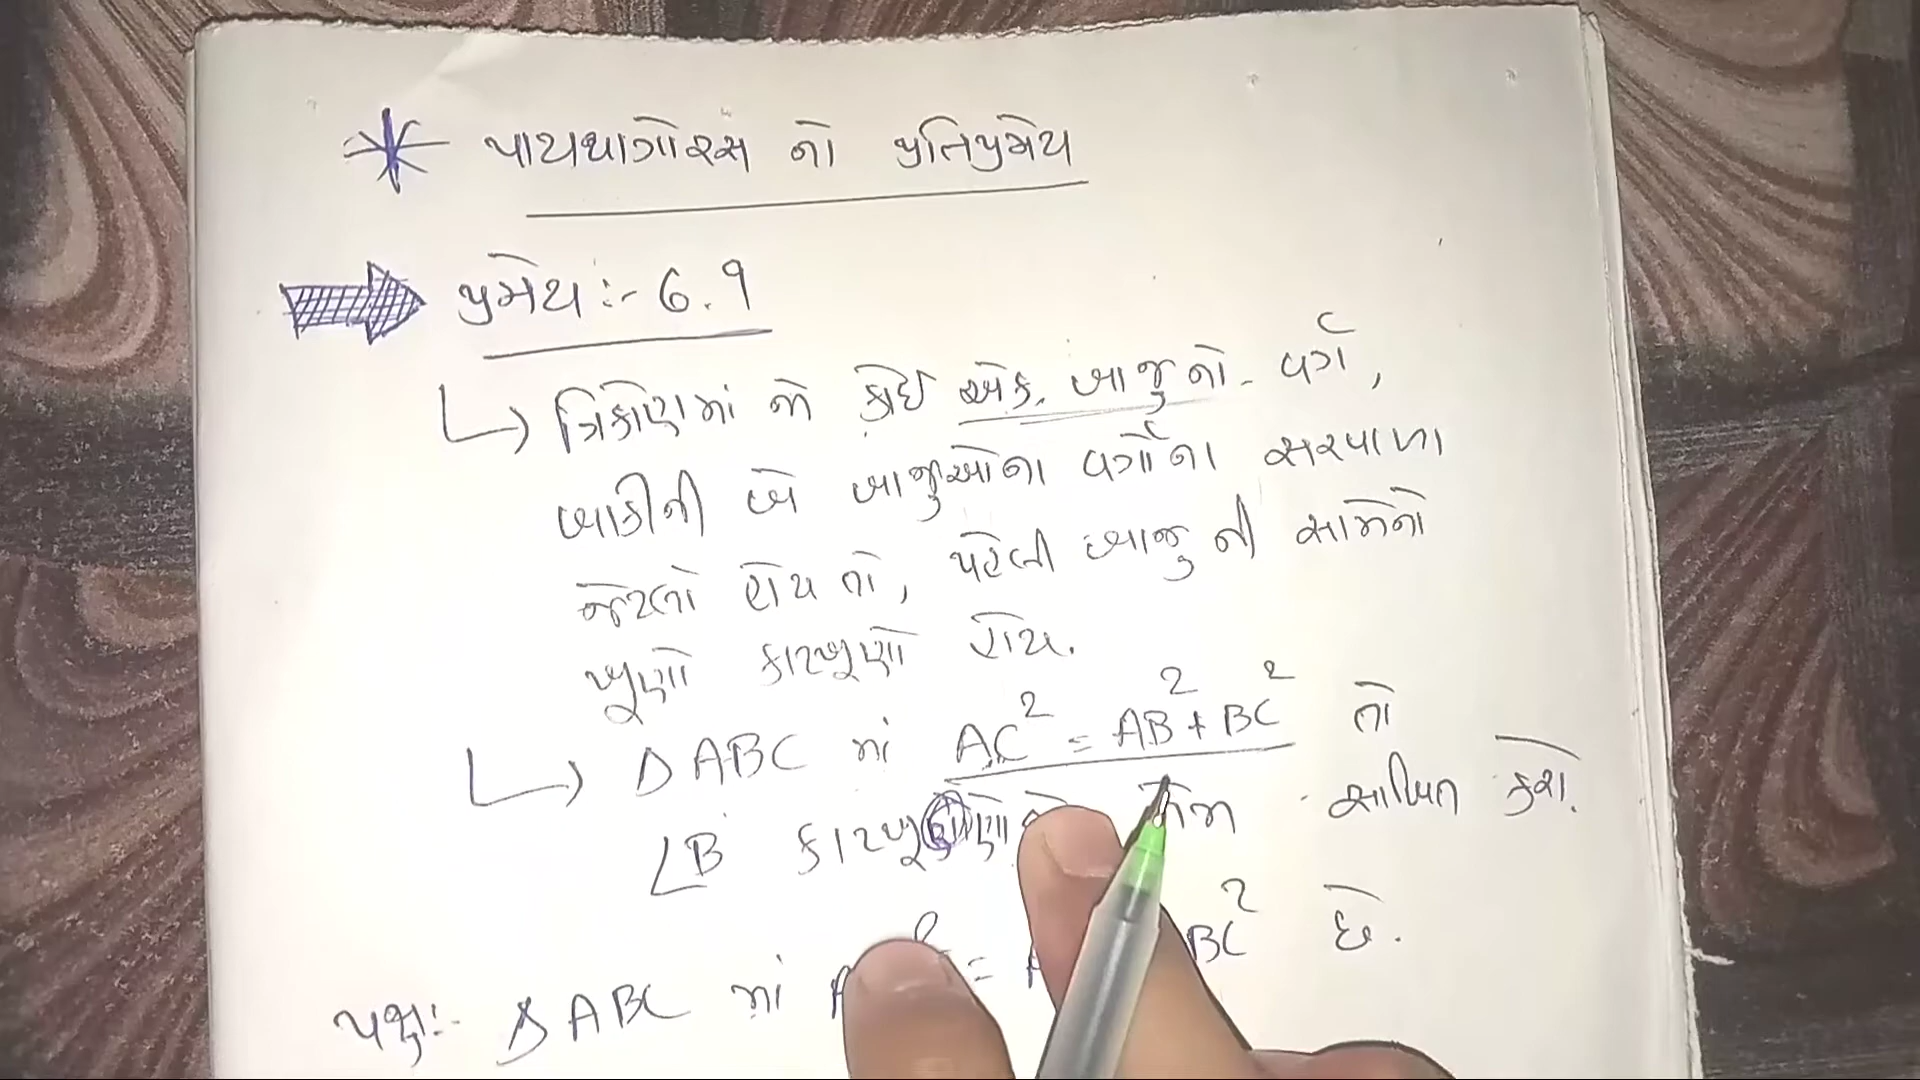 પાયથાગોરસ નો પ્રતિપ્રમેય
પ્રમેય :- 6.9
ત્રિકોણમાં જો કોઈ એક બાજુનો વર્ગ,
બાકીની બે બાજુઓના વર્ગોના સરવાળા
જેટલો હોય તો, પહેલી બાજુ ની સામેનો
ખૂણો કાટખૂણો હોય.
△ABC માં AC² = AB² + BC² તો
∠B કાટખૂણો તેમ સાબિત કરો.
પક્ષ:- △ABC માં = BC² છે.